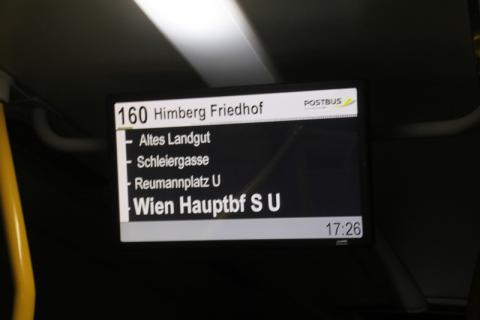 160 Himberg Friedhof POSTBUS
Altes Landgut
Schleiergasse
Reumannplatz U
Wien Hauptbf S U
17:26